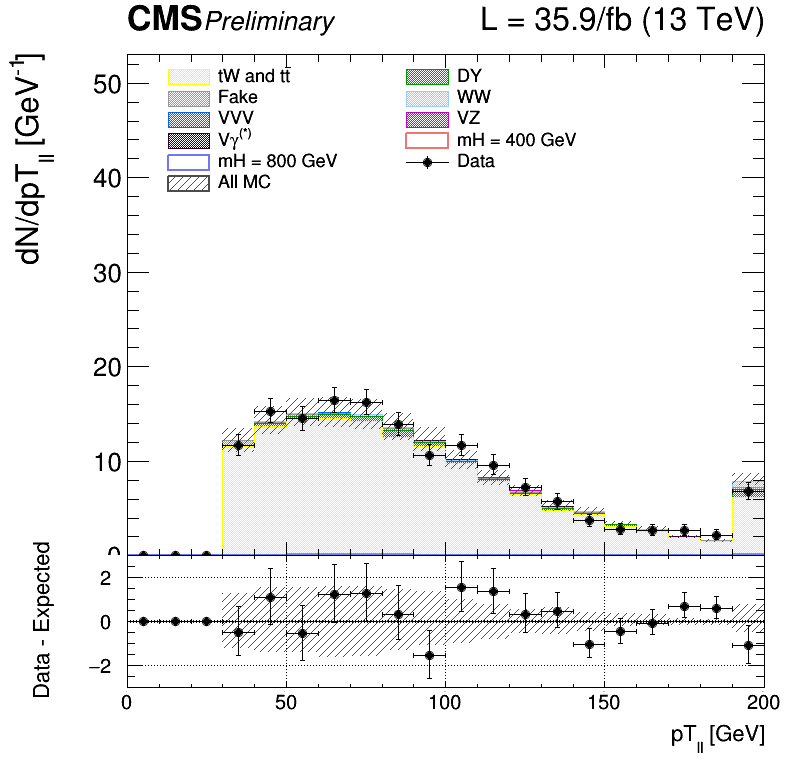 CMS Preliminary L = 35.9/fb (13 TeV)
dN/dpT_ll [GeV^-1]
50
40
30
20
10
0
tW and tt
DY
Fake
WW
VVV
VZ
Vγ(*)
mH = 400 GeV
mH = 800 GeV
Data
All MC
Data - Expected
2
0
−2
0
50
100
150
200
pT_ll [GeV]